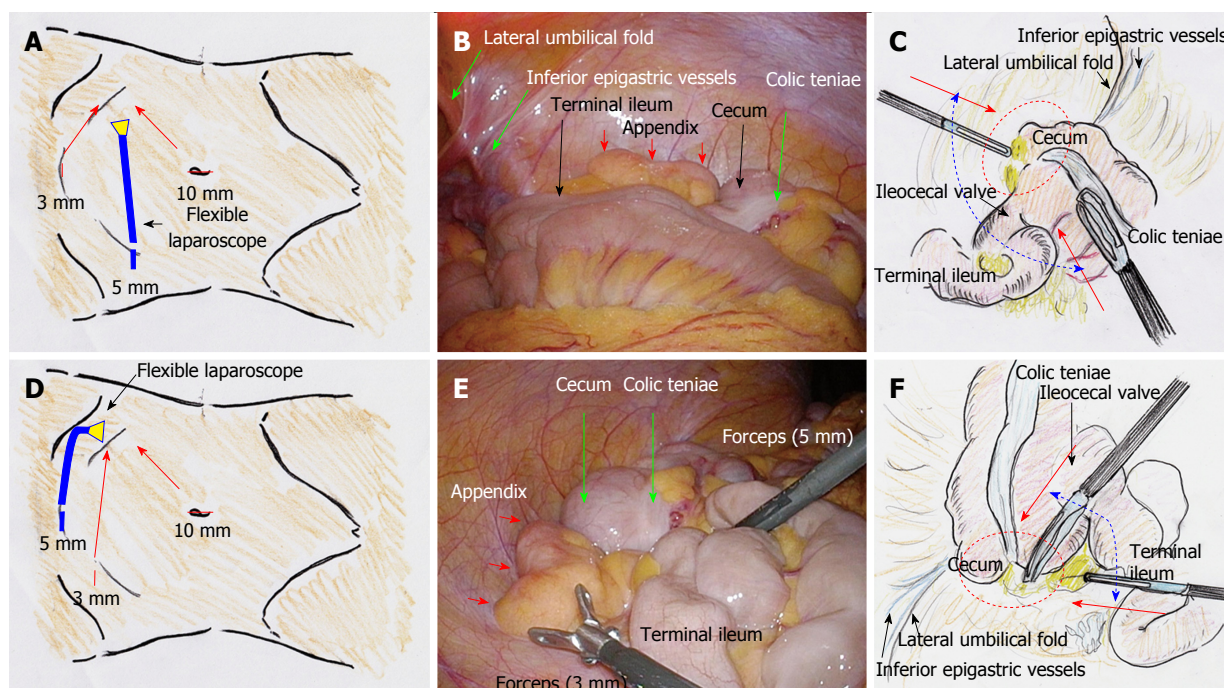 A
3 mm
10 mm
Flexible
laparoscope
5 mm
B
Lateral umbilical fold
Inferior epigastric vessels
Terminal ileum
Appendix
Cecum
Colic teniae
C
Inferior epigastric vessels
Lateral umbilical fold
Cecum
Ileocecal valve
Colic teniae
Terminal ileum
D
Flexible laparoscope
5 mm
10 mm
3 mm
E
Cecum
Colic teniae
Forceps (5 mm)
Appendix
Terminal ileum
Forceps (3 mm)
F
Colic teniae
Ileocecal valve
Cecum
Terminal
ileum
Lateral umbilical fold
Inferior epigastric vessels